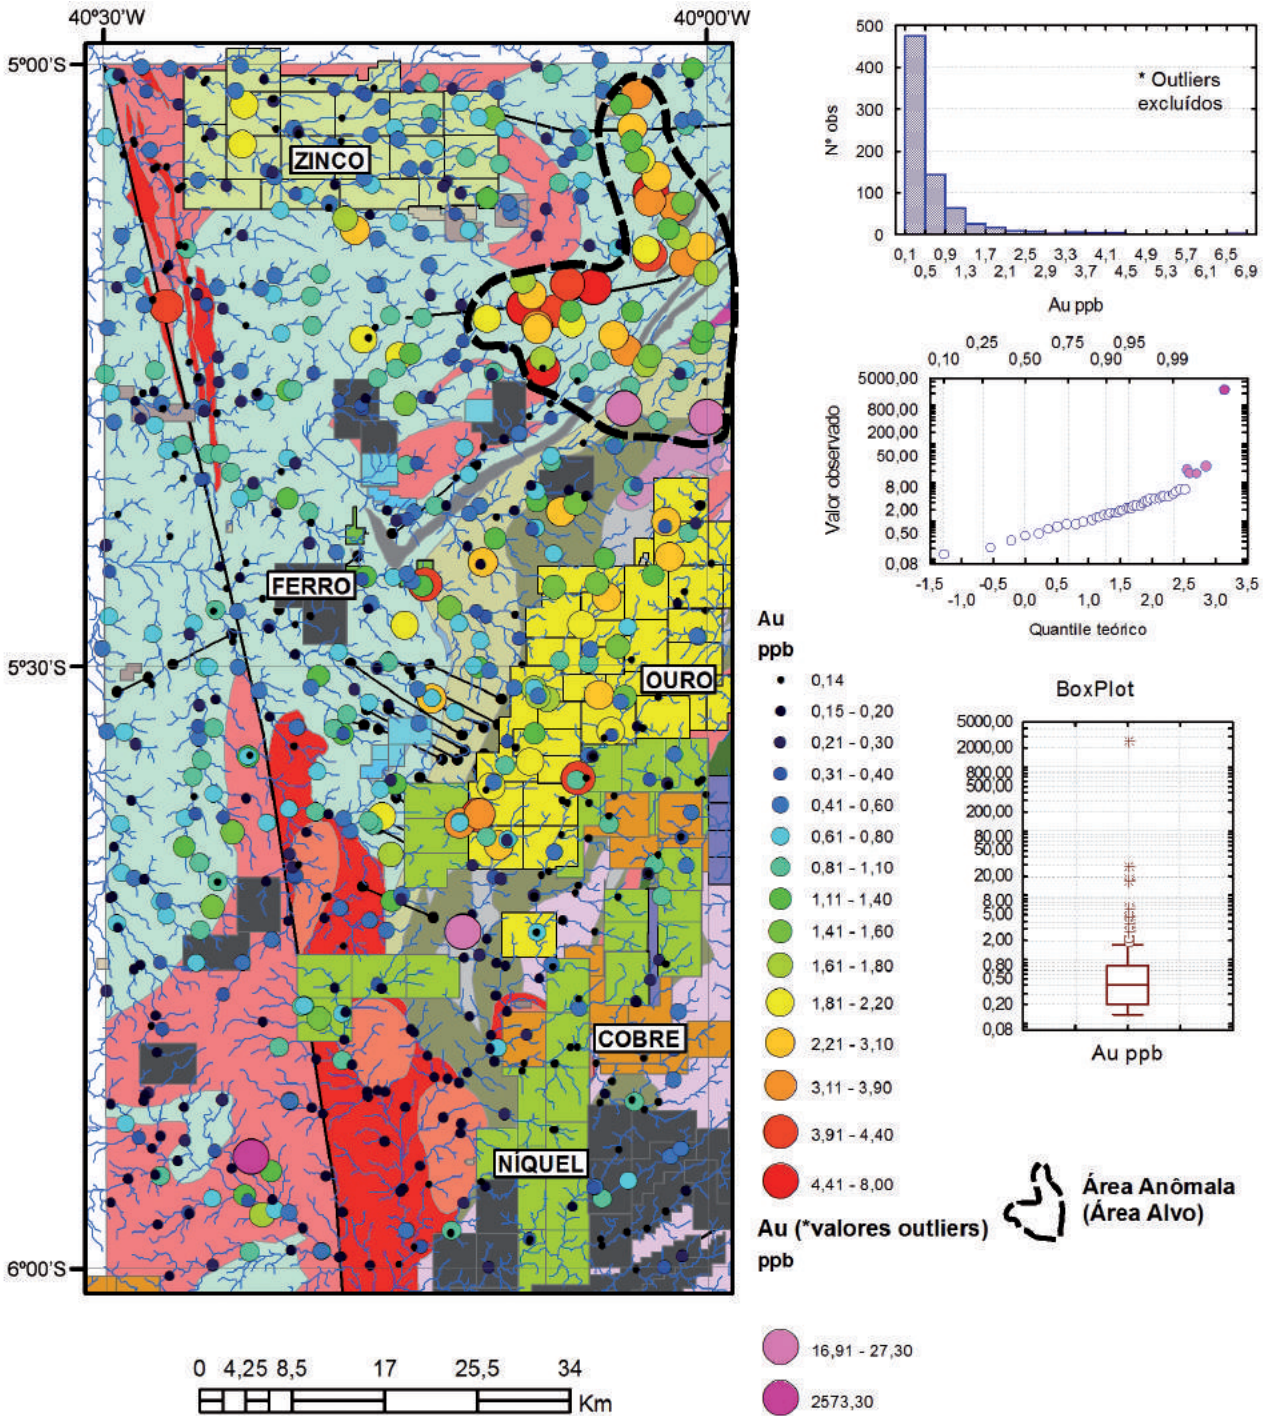 40°30'W
40°00'W
5°00'S
ZINCO
FERRO
5°30'S
OURO
COBRE
NÍQUEL
6°00'S
0 4,25 8,5 17 25,5 34
Km
500
400
300
200
100
0
N° obs
* Outliers
excluídos
0,1 0,9 1,7 2,5 3,3 4,1 4,9 5,7 6,5
0,5 1,3 2,1 2,9 3,7 4,5 5,3 6,1 6,9
Au ppb
0,25 0,75 0,95
0,10 0,50 0,90 0,99
5000,00
800,00
200,00
50,00
8,00
2,00
0,50
0,08
Valor observado
-1,5 -0,5 0,5 1,5 2,5 3,5
-1,0 0,0 1,0 2,0 3,0
Quantile teórico
Au
ppb
0,14
0,15 - 0,20
0,21 - 0,30
0,31 - 0,40
0,41 - 0,60
0,61 - 0,80
0,81 - 1,10
1,11 - 1,40
1,41 - 1,60
1,61 - 1,80
1,81 - 2,20
2,21 - 3,10
3,11 - 3,90
3,91 - 4,40
4,41 - 8,00
Au (*valores outliers)
ppb
16,91 - 27,30
2573,30
BoxPlot
5000,00
2000,00
800,00
500,00
200,00
80,00
50,00
20,00
8,00
5,00
2,00
0,80
0,50
0,20
0,08
Au ppb
Área Anômala
(Área Alvo)